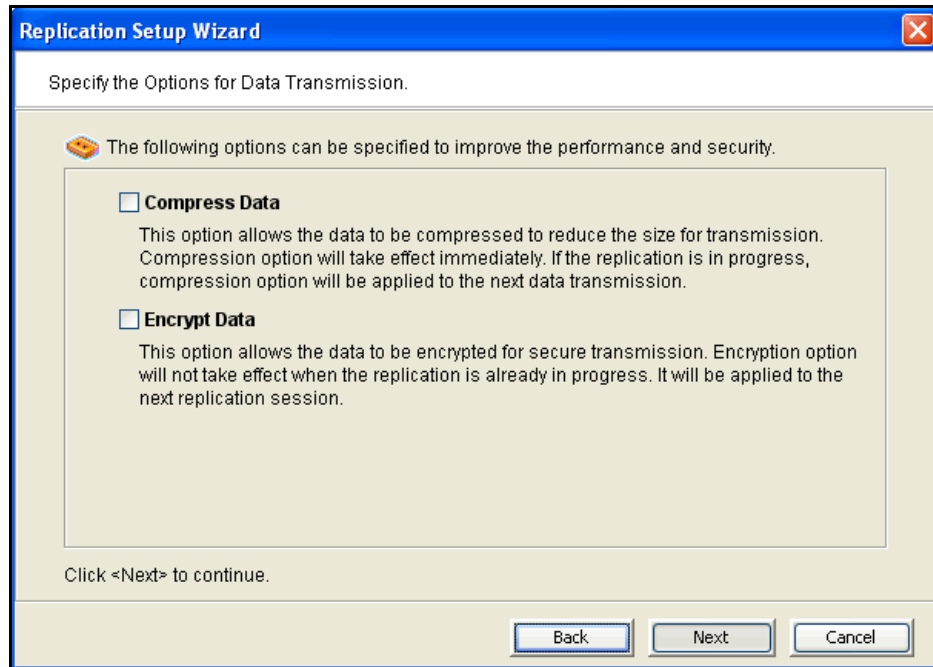 Replication Setup Wizard
Specify the Options for Data Transmission.
The following options can be specified to improve the performance and security.
Compress Data
This option allows the data to be compressed to reduce the size for transmission.
Compression option will take effect immediately. If the replication is in progress,
compression option will be applied to the next data transmission.
Encrypt Data
This option allows the data to be encrypted for secure transmission. Encryption option
will not take effect when the replication is already in progress. It will be applied to the
next replication session.
Click <Next> to continue.
Back Next Cancel